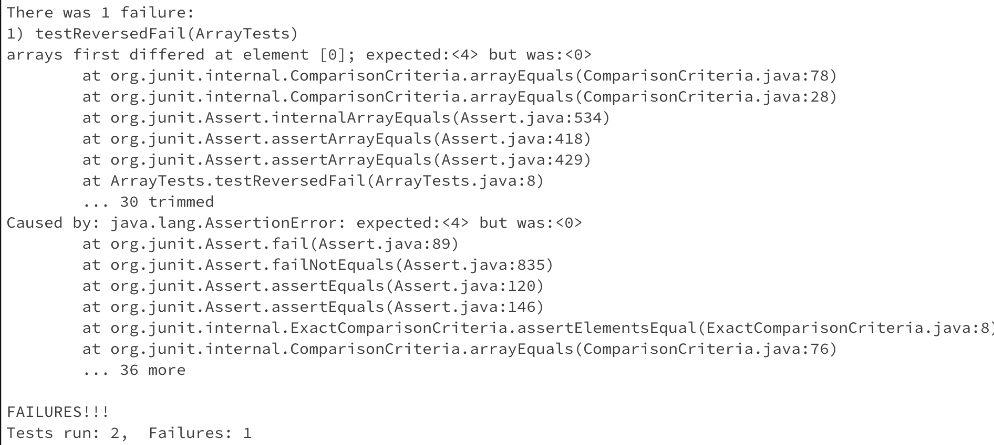 There was 1 failure:
1) testReversedFail(ArrayTests)
arrays first differed at element [0]; expected:<4> but was:<0>
        at org.junit.internal.ComparisonCriteria.arrayEquals(ComparisonCriteria.java:78)
        at org.junit.internal.ComparisonCriteria.arrayEquals(ComparisonCriteria.java:28)
        at org.junit.Assert.internalArrayEquals(Assert.java:534)
        at org.junit.Assert.assertArrayEquals(Assert.java:418)
        at org.junit.Assert.assertArrayEquals(Assert.java:429)
        at ArrayTests.testReversedFail(ArrayTests.java:8)
        ... 30 trimmed
Caused by: java.lang.AssertionError: expected:<4> but was:<0>
        at org.junit.Assert.fail(Assert.java:89)
        at org.junit.Assert.failNotEquals(Assert.java:835)
        at org.junit.Assert.assertEquals(Assert.java:120)
        at org.junit.Assert.assertEquals(Assert.java:146)
        at org.junit.internal.ExactComparisonCriteria.assertElementsEqual(ExactComparisonCriteria.java:8)
        at org.junit.internal.ComparisonCriteria.arrayEquals(ComparisonCriteria.java:76)
        ... 36 more

FAILURES!!!
Tests run: 2,  Failures: 1